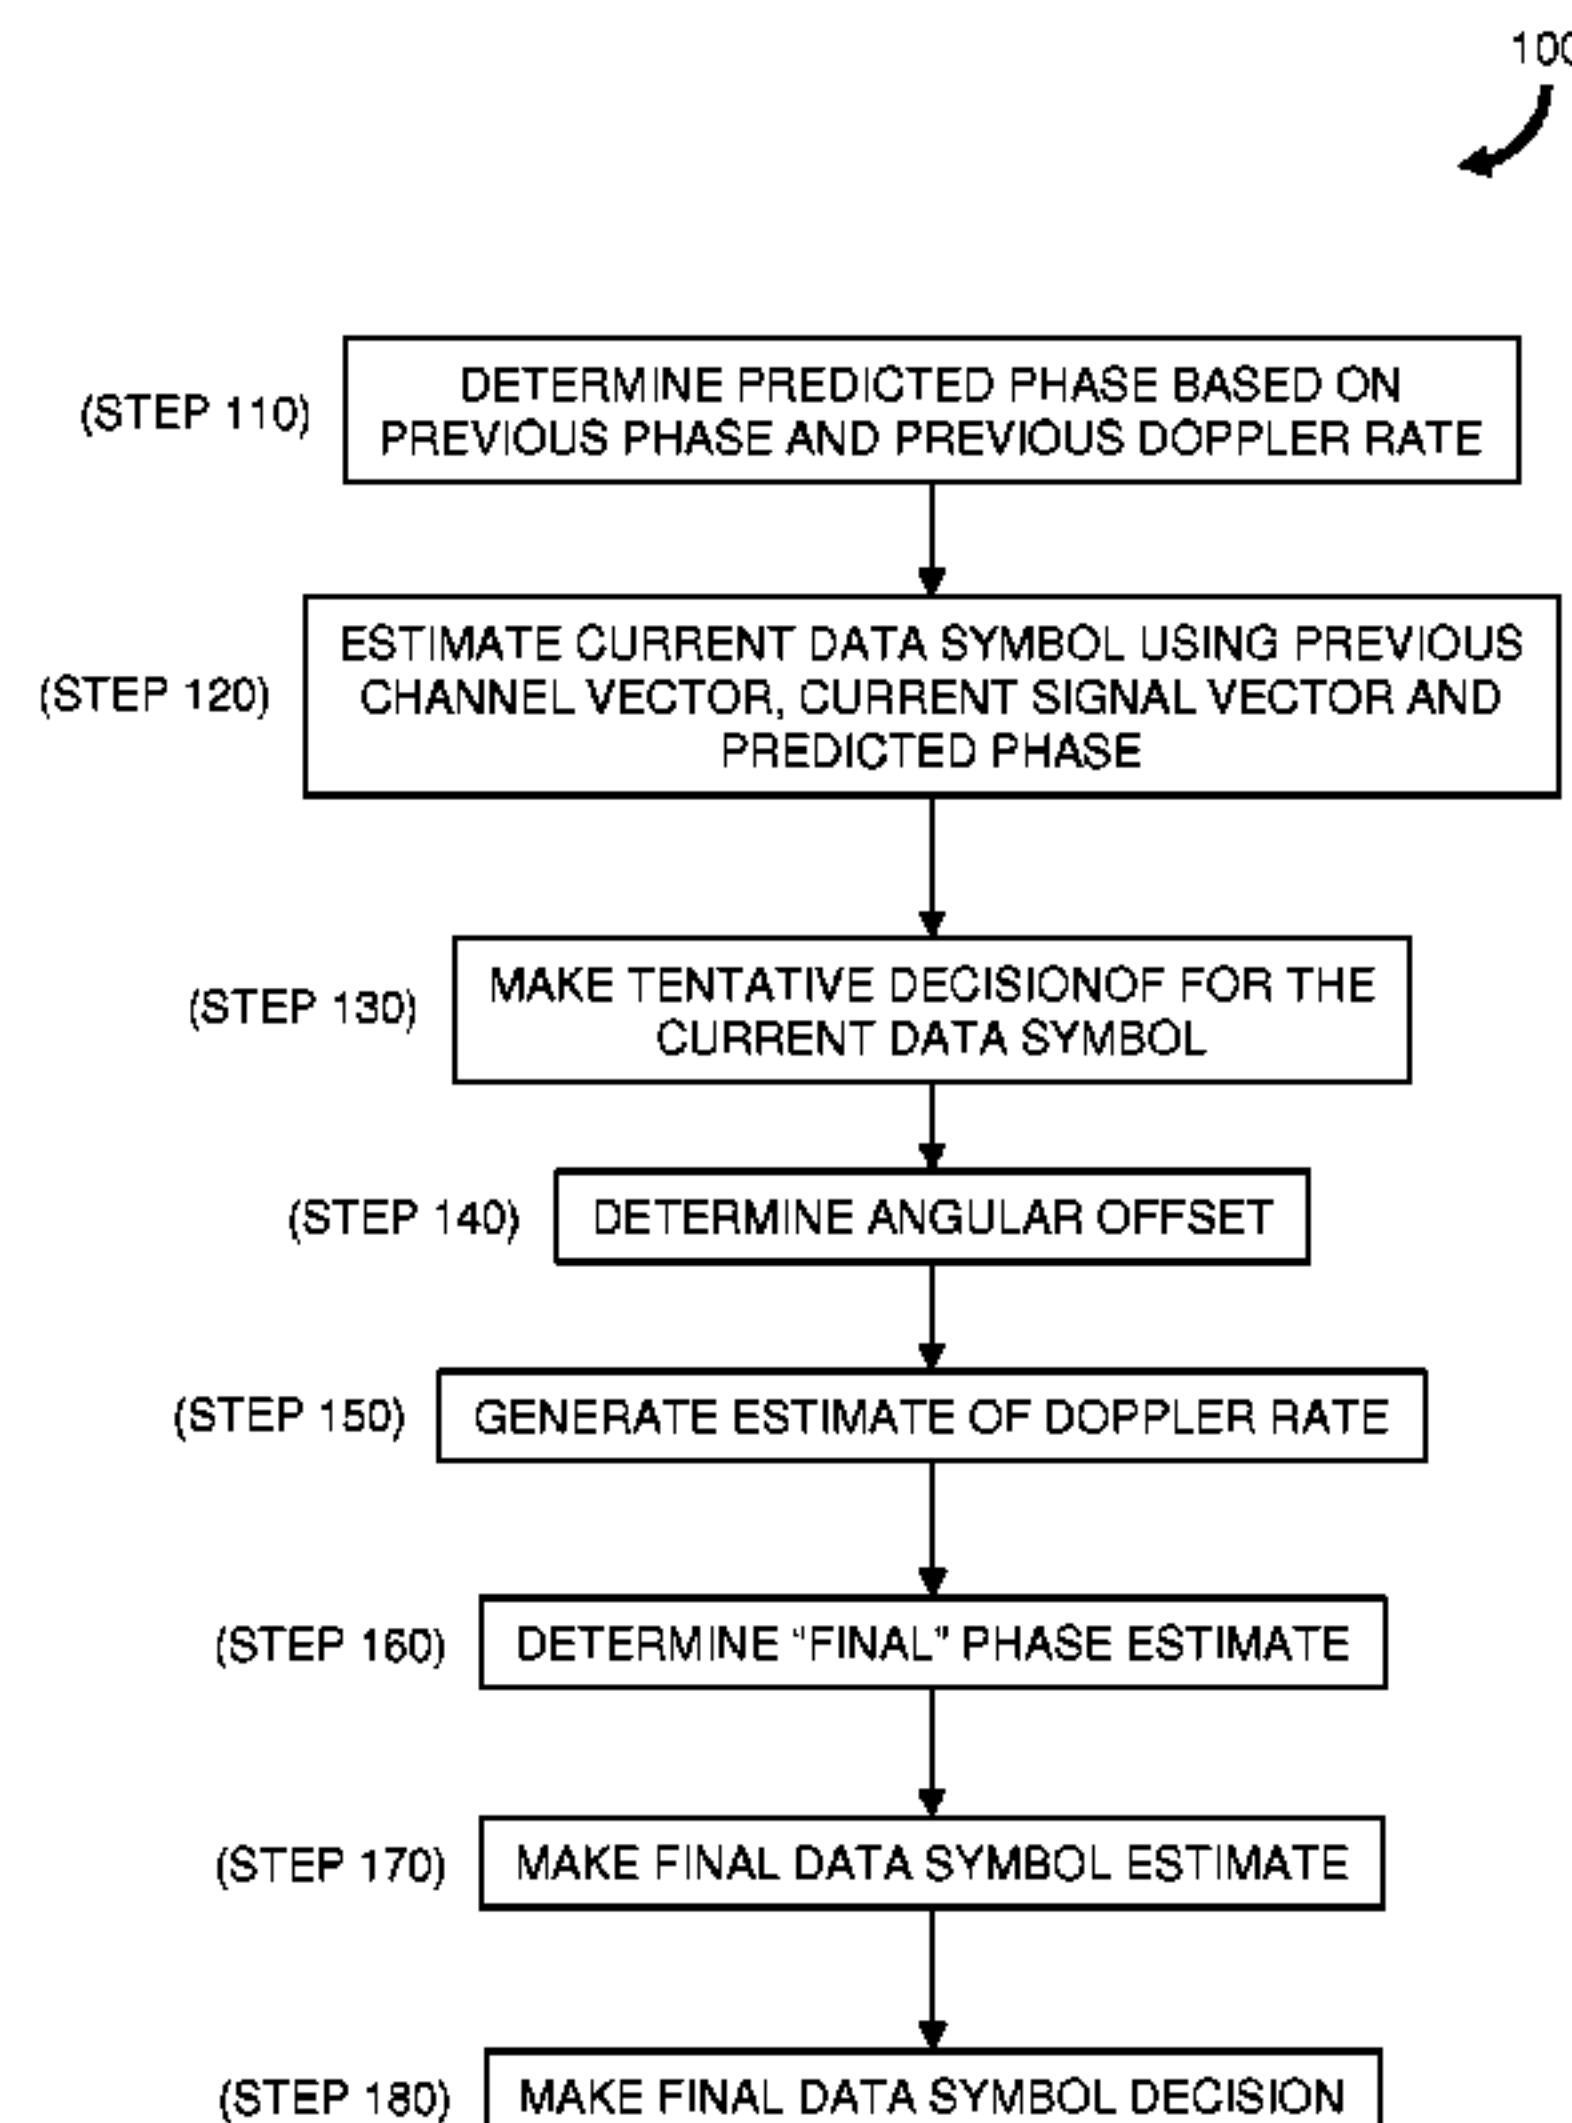 100
(STEP 110)
DETERMINE PREDICTED PHASE BASED ON
PREVIOUS PHASE AND PREVIOUS DOPPLER RATE
(STEP 120)
ESTIMATE CURRENT DATA SYMBOL USING PREVIOUS
CHANNEL VECTOR, CURRENT SIGNAL VECTOR AND
PREDICTED PHASE
(STEP 130)
MAKE TENTATIVE DECISIONOF FOR THE
CURRENT DATA SYMBOL
(STEP 140)
DETERMINE ANGULAR OFFSET
(STEP 150)
GENERATE ESTIMATE OF DOPPLER RATE
(STEP 160)
DETERMINE “FINAL” PHASE ESTIMATE
(STEP 170)
MAKE FINAL DATA SYMBOL ESTIMATE
(STEP 180)
MAKE FINAL DATA SYMBOL DECISION